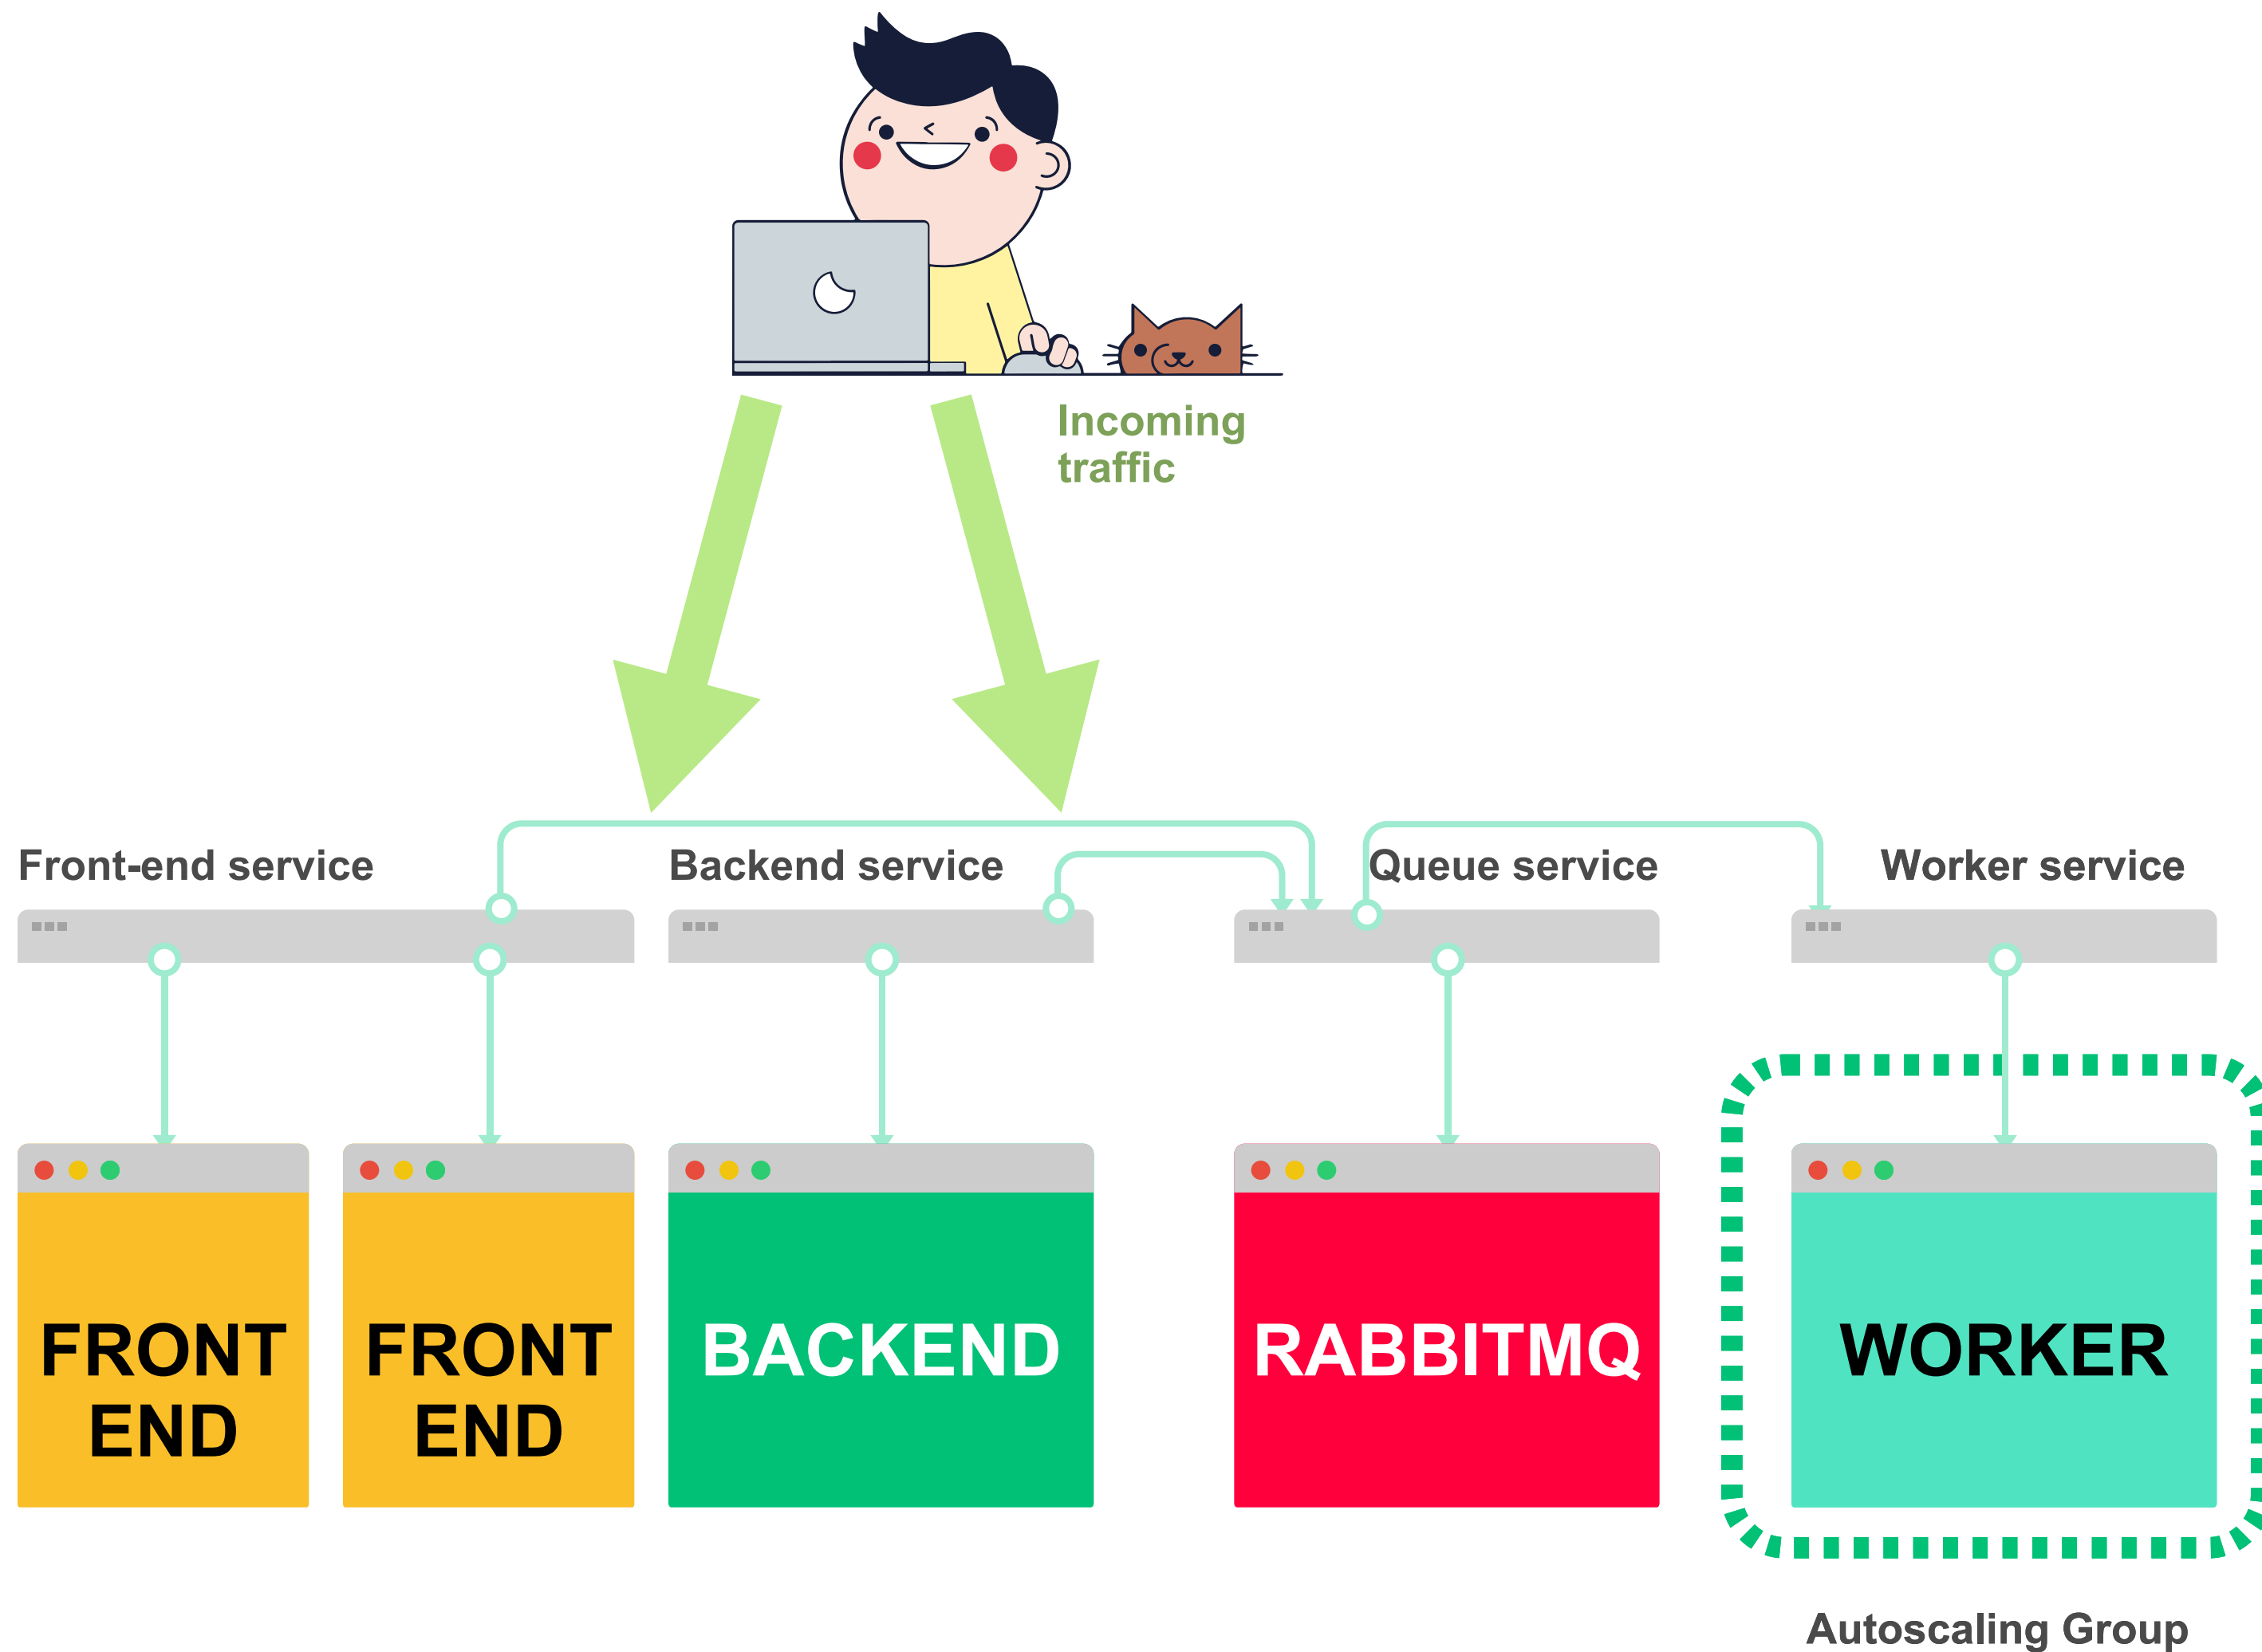 Incoming
traffic
Front-end service
Backend service
Queue service
Worker service
FRONT
END
FRONT
END
BACKEND
RABBITMQ
WORKER
Autoscaling Group